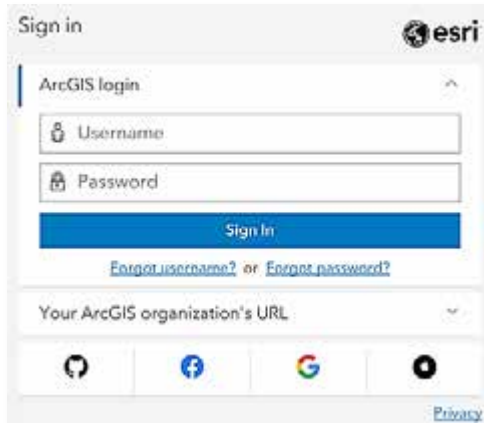 Sign in
esri
ArcGIS login
Username
Password
Sign In
Forgot username? or Forgot password?
Your ArcGIS organization's URL
Privacy